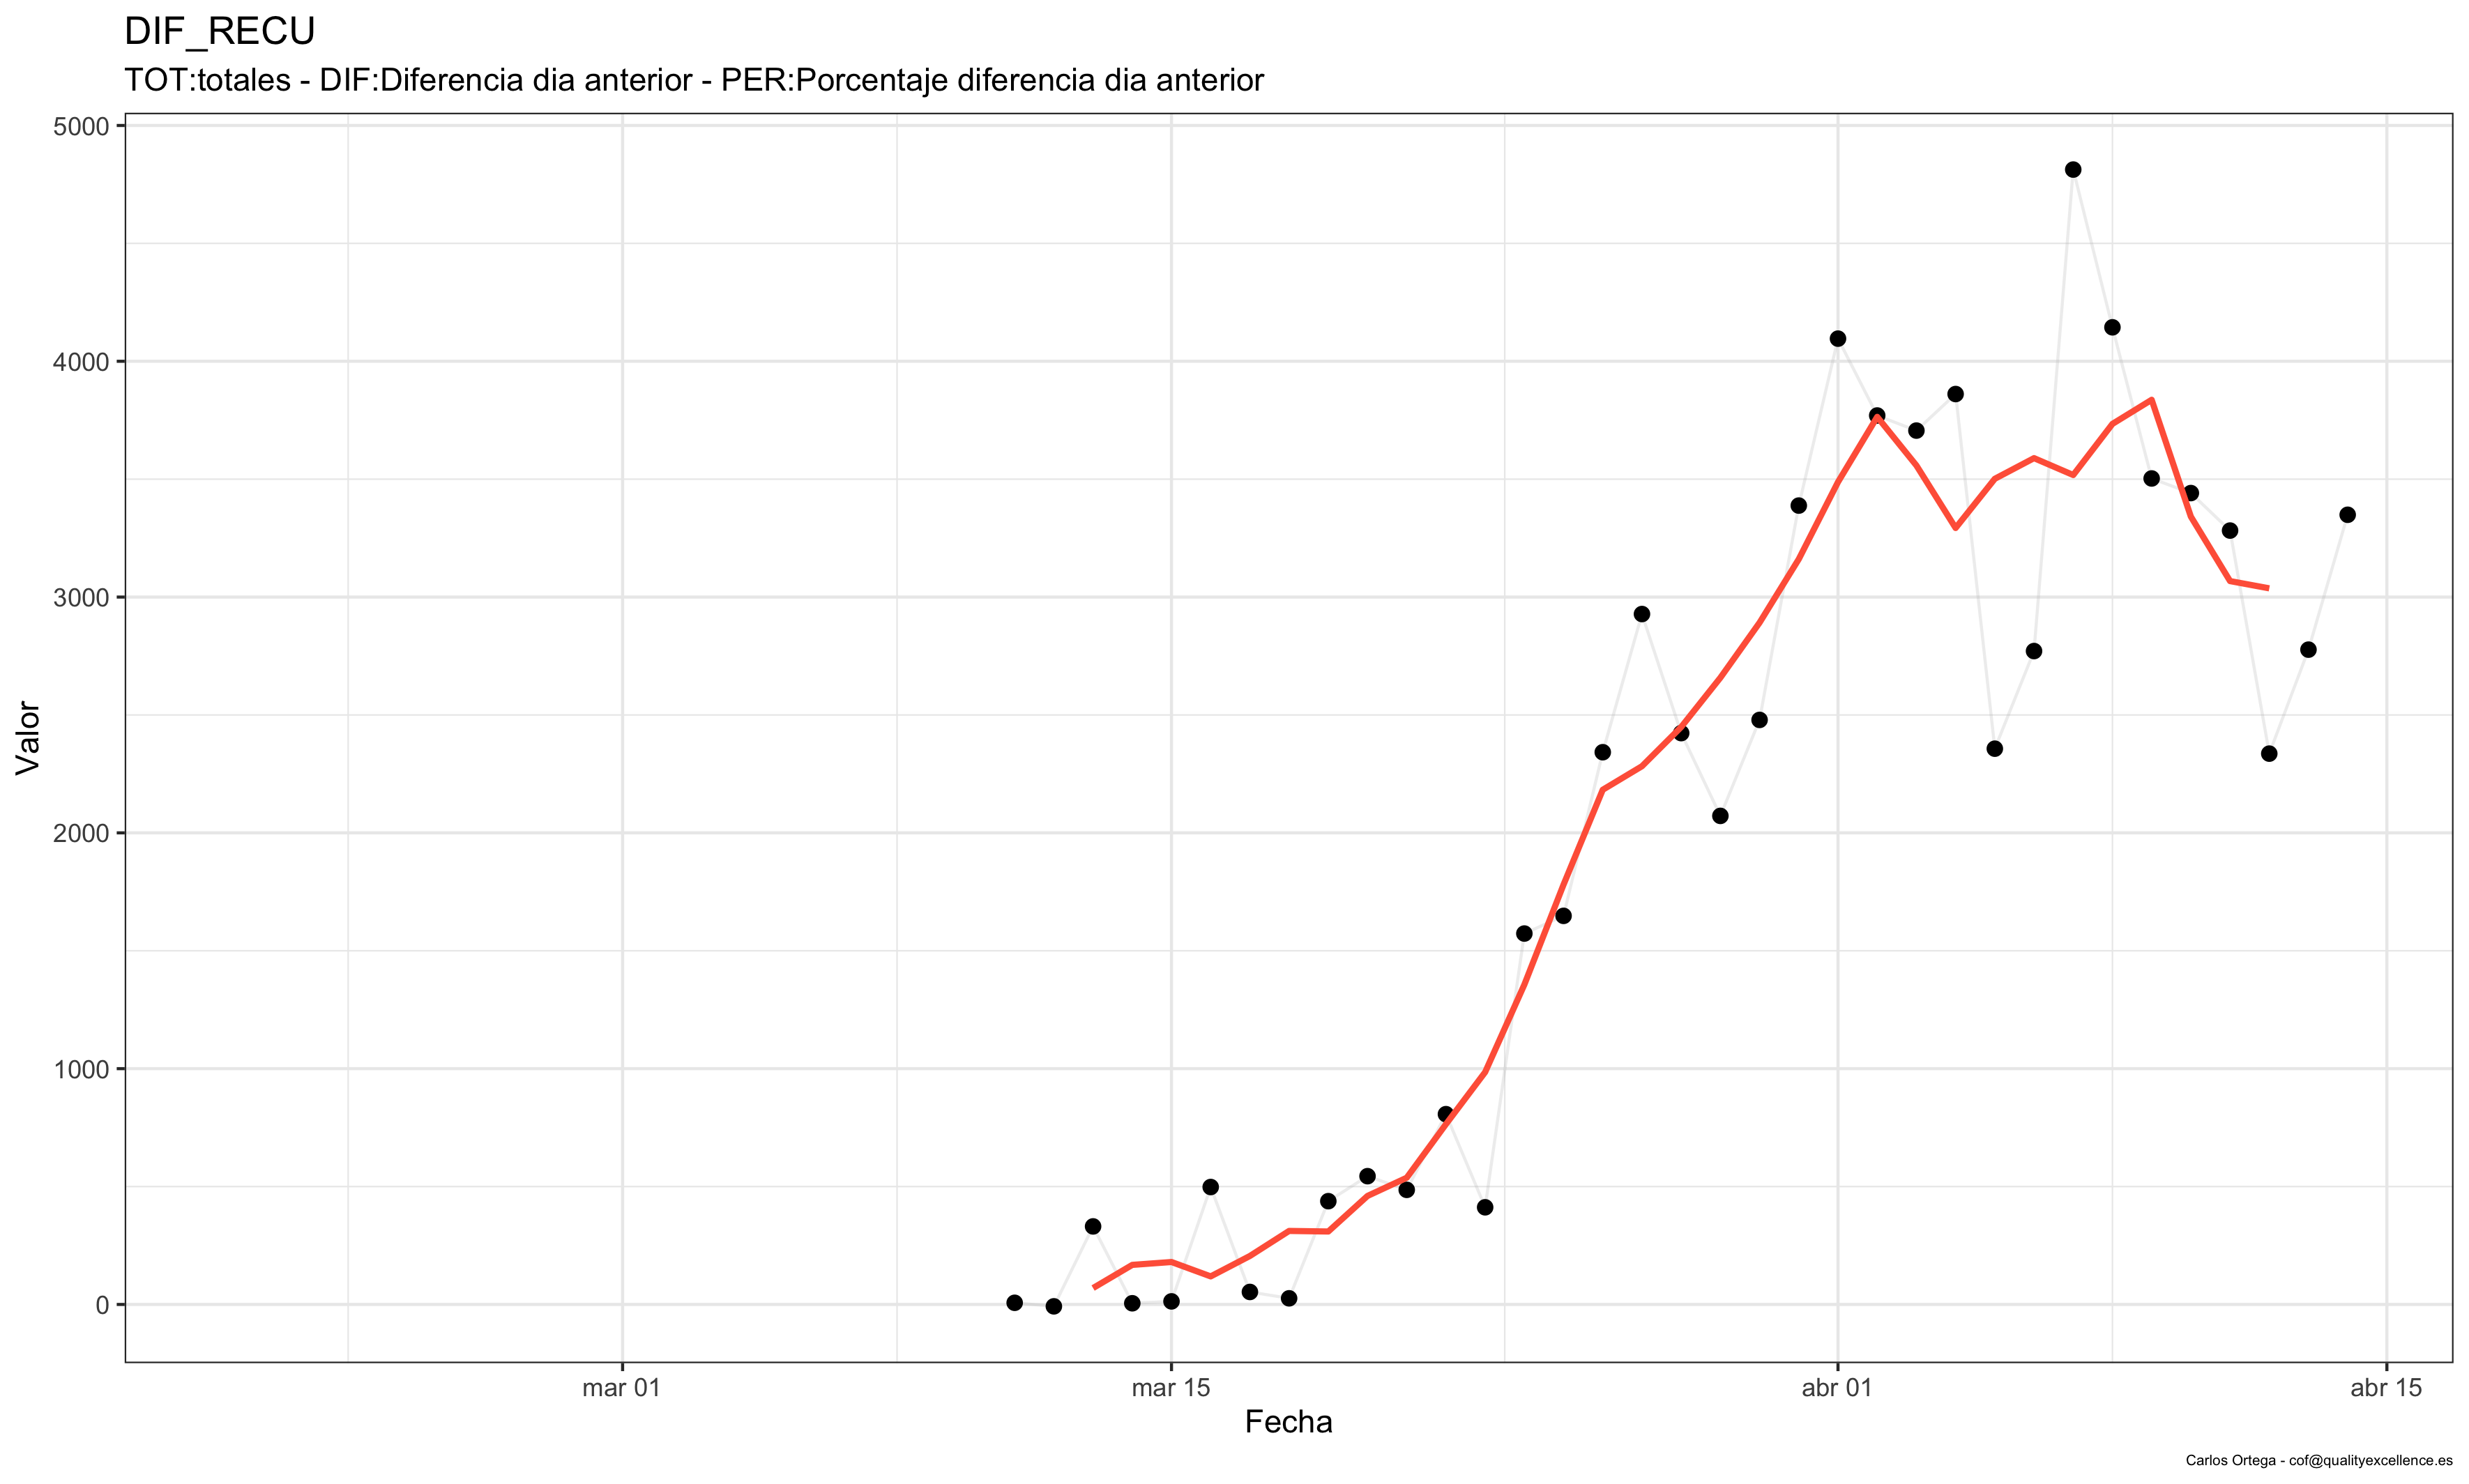 DIF_RECU
TOT:totales - DIF:Diferencia dia anterior - PER:Porcentaje diferencia dia anterior
5000
4000
3000
2000
1000
0
Valor
mar 01
mar 15
abr 01
abr 15
Fecha
Carlos Ortega - cof@qualityexcellence.es